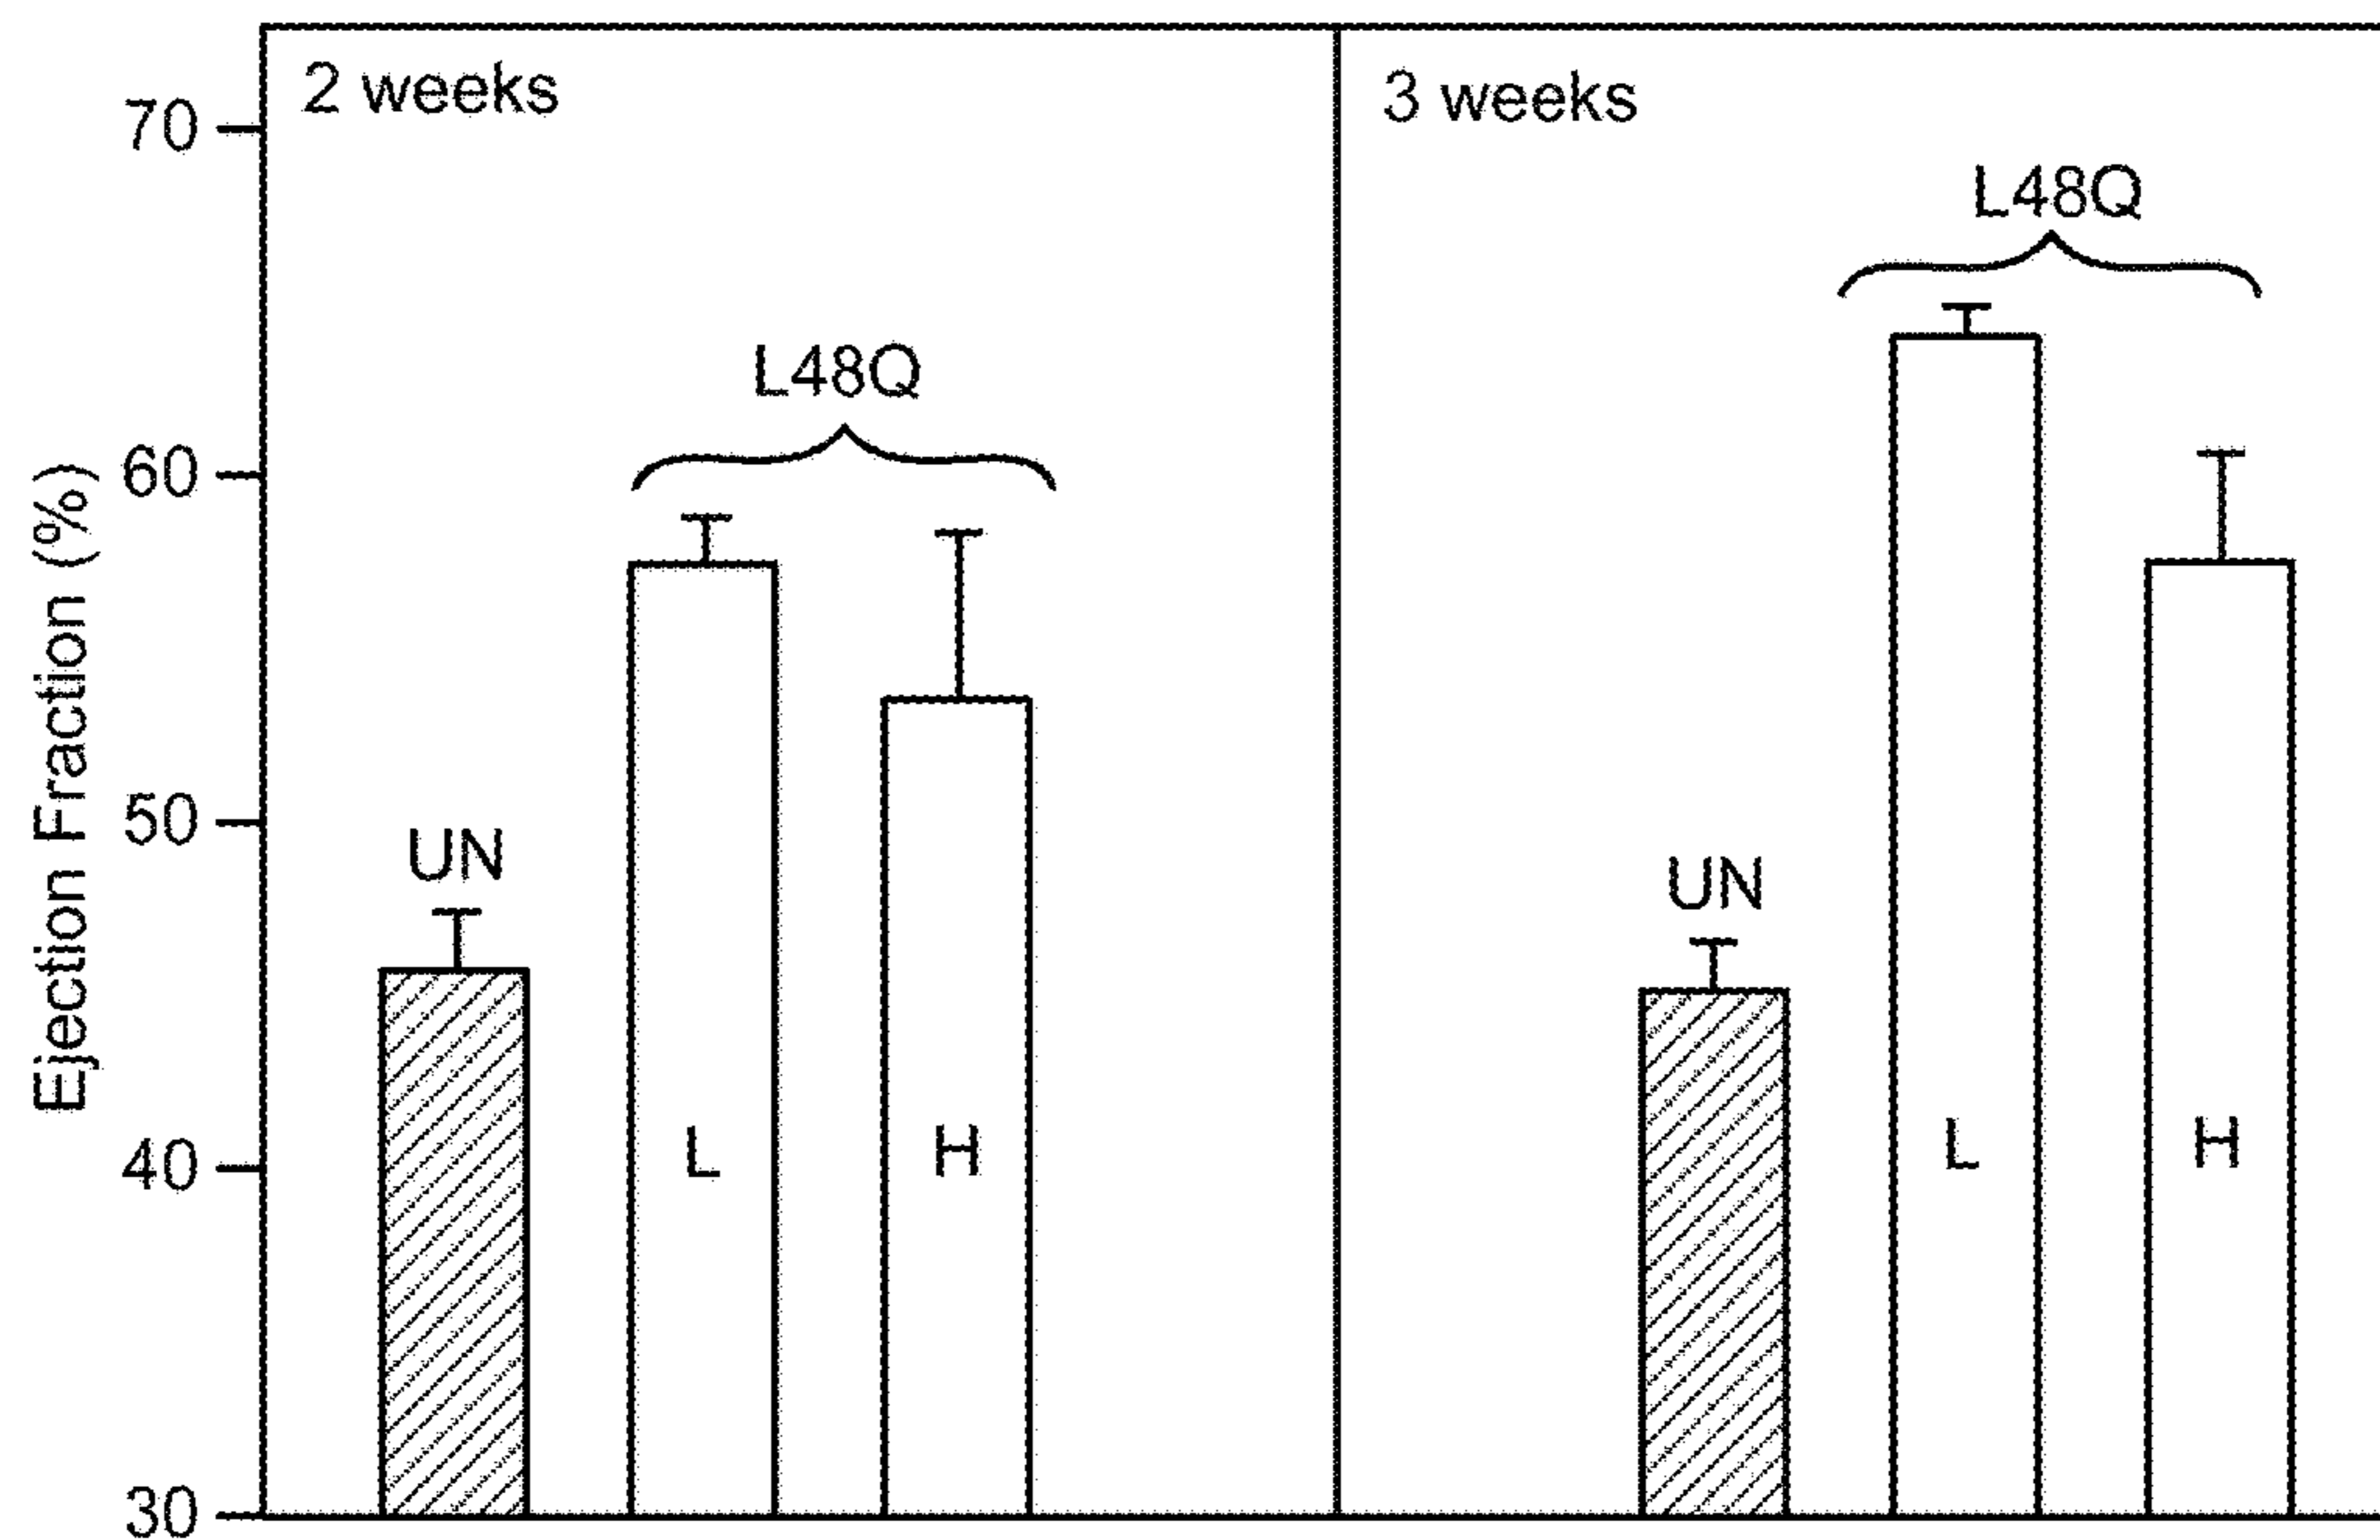 Ejection Fraction (%)
70
60
50
40
30
2 weeks
UN
L48Q
L
H
3 weeks
UN
L48Q
L
H